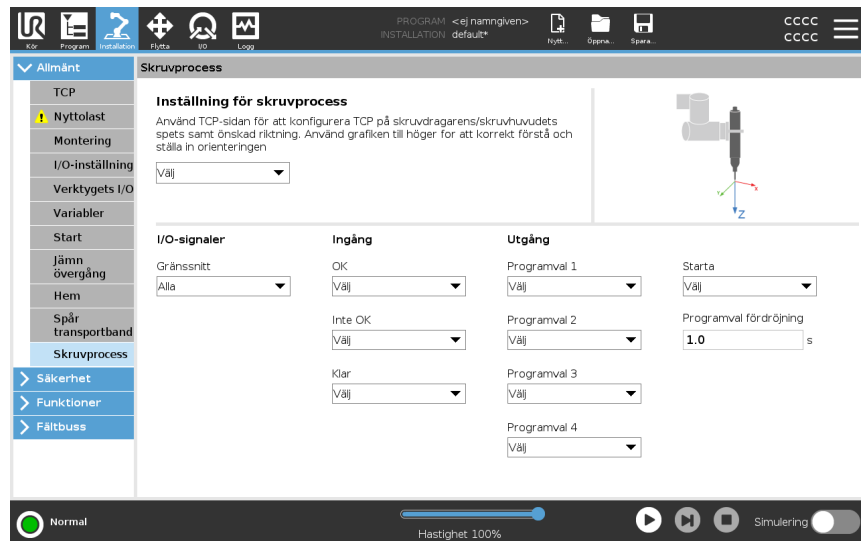 PROGRAM <ej namngiven>
INSTALLATION default*
Kör
Program
Installation
Flytta
I/O
Logg
Nytt...
Öppna...
Spara...
CCCC
CCCC
Allmänt
TCP
Nyttolast
Montering
I/O-inställning
Verktygets I/O
Variabler
Start
Jämn
övergång
Hem
Spår
transportband
Skruvprocess
Säkerhet
Funktioner
Fältbuss
Skruvprocess
Inställning för skruvprocess
Använd TCP-sidan för att konfigurera TCP på skruvdragarens/skruvhuvudets
spets samt önskad riktning. Använd grafiken till höger for att korrekt förstå och
ställa in orienteringen
Välj
Y
X
Z
I/O-signaler
Gränssnitt
Alla
Ingång
OK
Välj
Inte OK
Välj
Klar
Välj
Utgång
Programval 1
Välj
Programval 2
Välj
Programval 3
Välj
Programval 4
Välj
Starta
Välj
Programval fördröjning
1.0 s
Normal
Hastighet 100%
Simulering